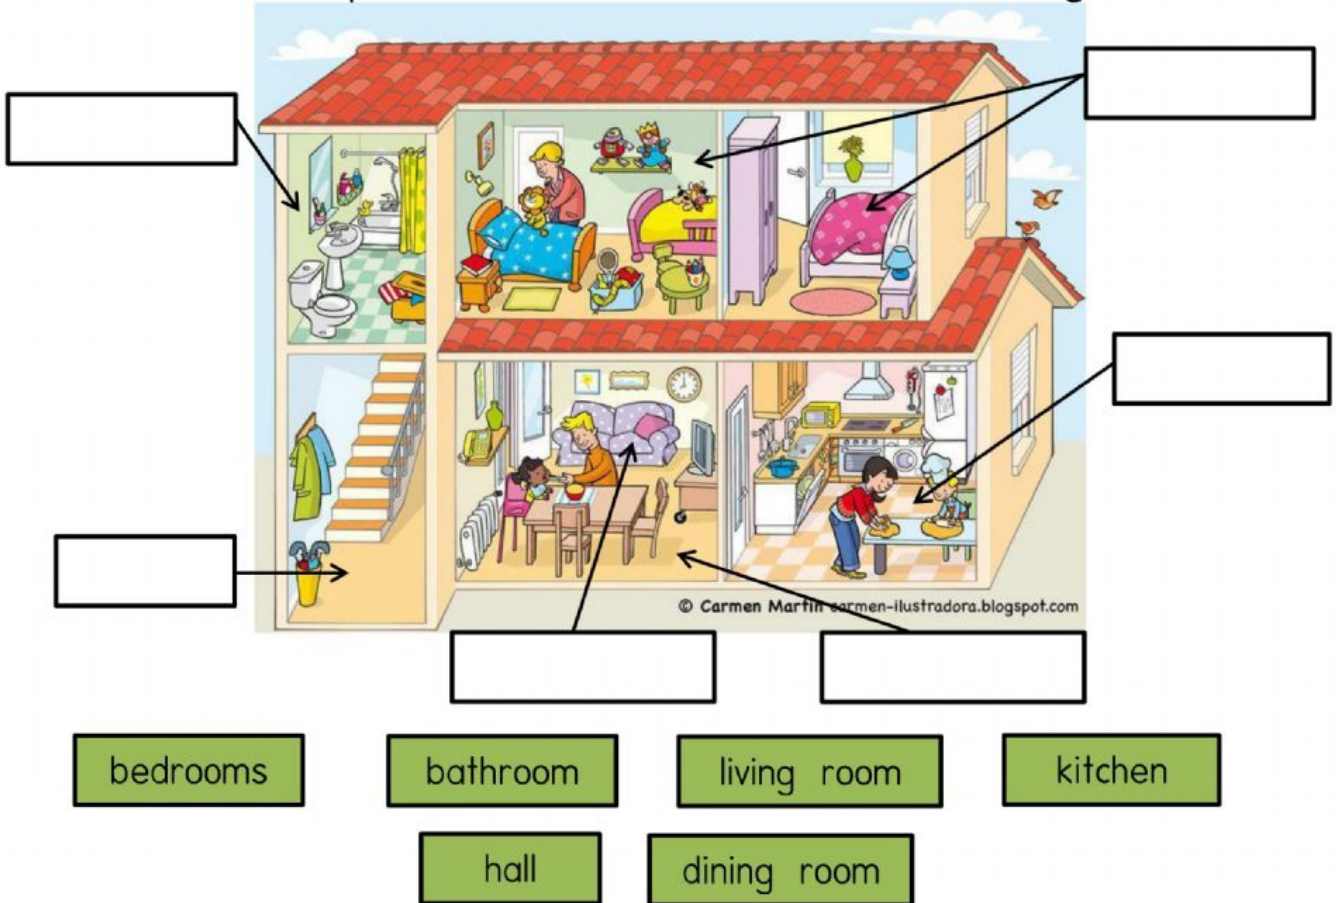 © Carmen Martín carmen-ilustradora.blogspot.com
bedrooms
bathroom
living room
kitchen
hall
dining room